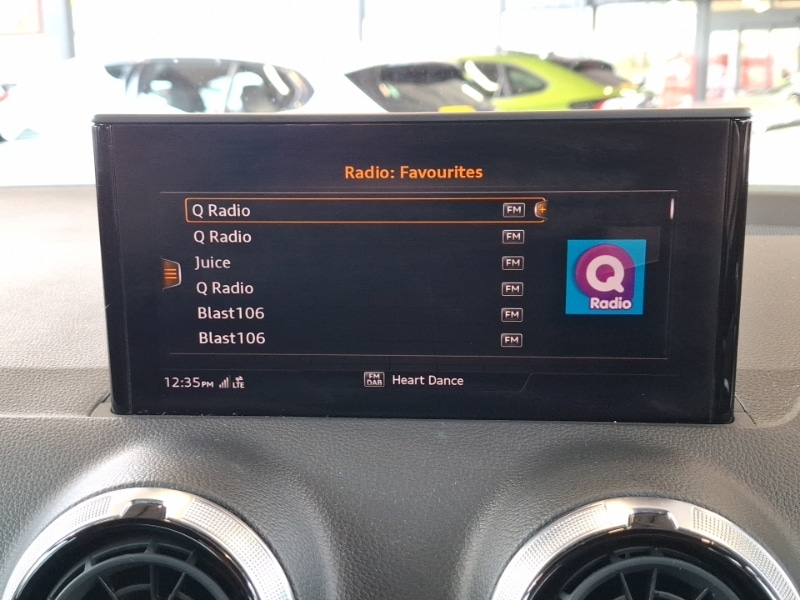 Radio: Favourites
Q Radio FM
Q Radio FM
Juice FM
Q Radio FM
Blast106 FM
Blast106 FM
Q
Radio
12:35PM LTE FM DAB Heart Dance